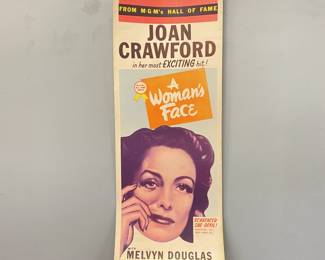 FROM M-G-M's HALL OF FAME
JOAN
CRAWFORD
in her most EXCITING hit!
A
Woman's
FACE
SCARFACED
SHE DEVIL!
WITH
MELVYN DOUGLAS